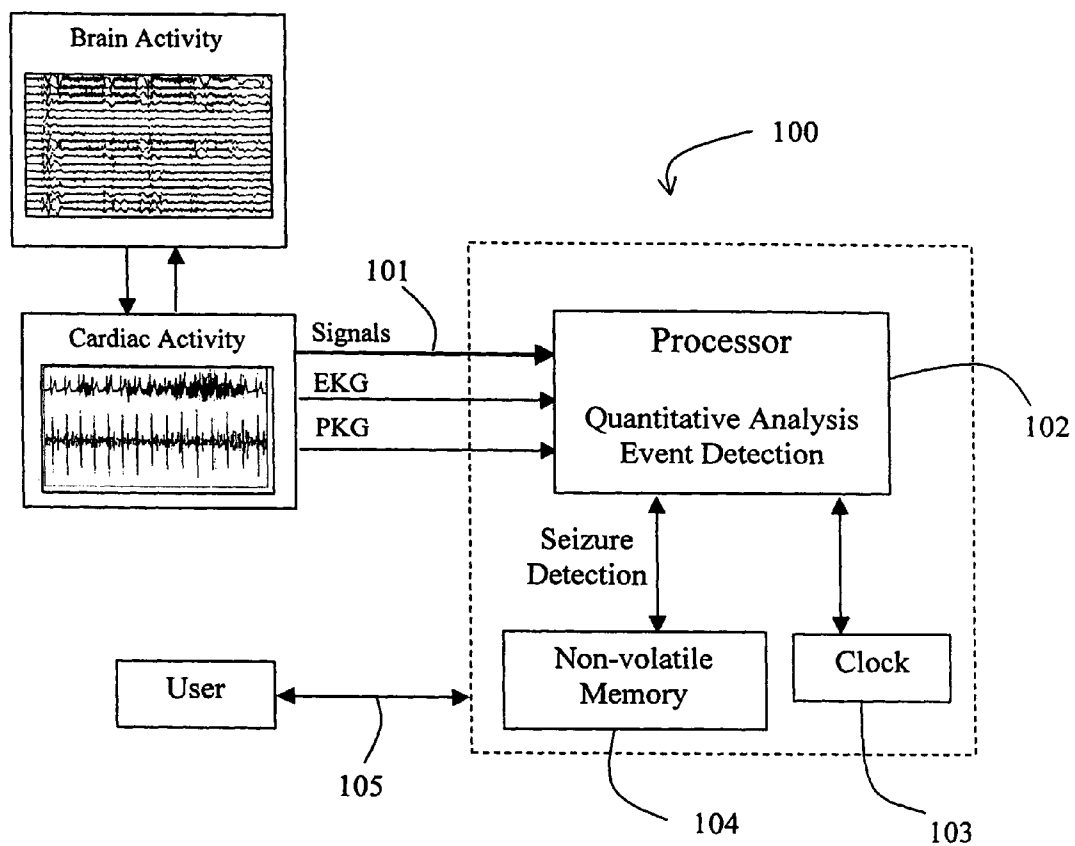 Brain Activity
100
101
Cardiac Activity
Signals
EKG
PKG
Processor
Quantitative Analysis
Event Detection
102
Seizure
Detection
Non-volatile
Memory
Clock
User
105
104
103